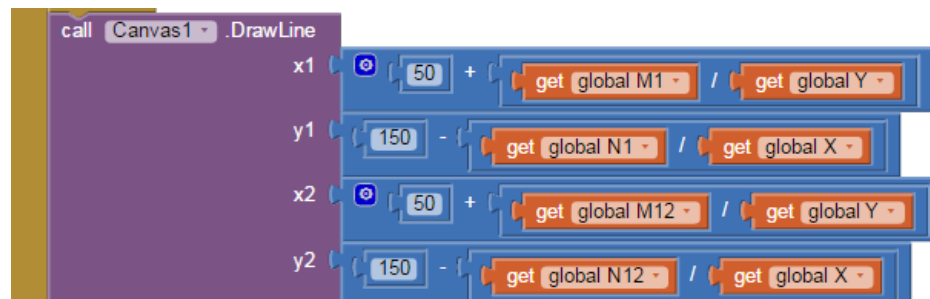 call Canvas1 .DrawLine
x1 50 + get global M1 / get global Y
y1 150 - get global N1 / get global X
x2 50 + get global M12 / get global Y
y2 150 - get global N12 / get global X